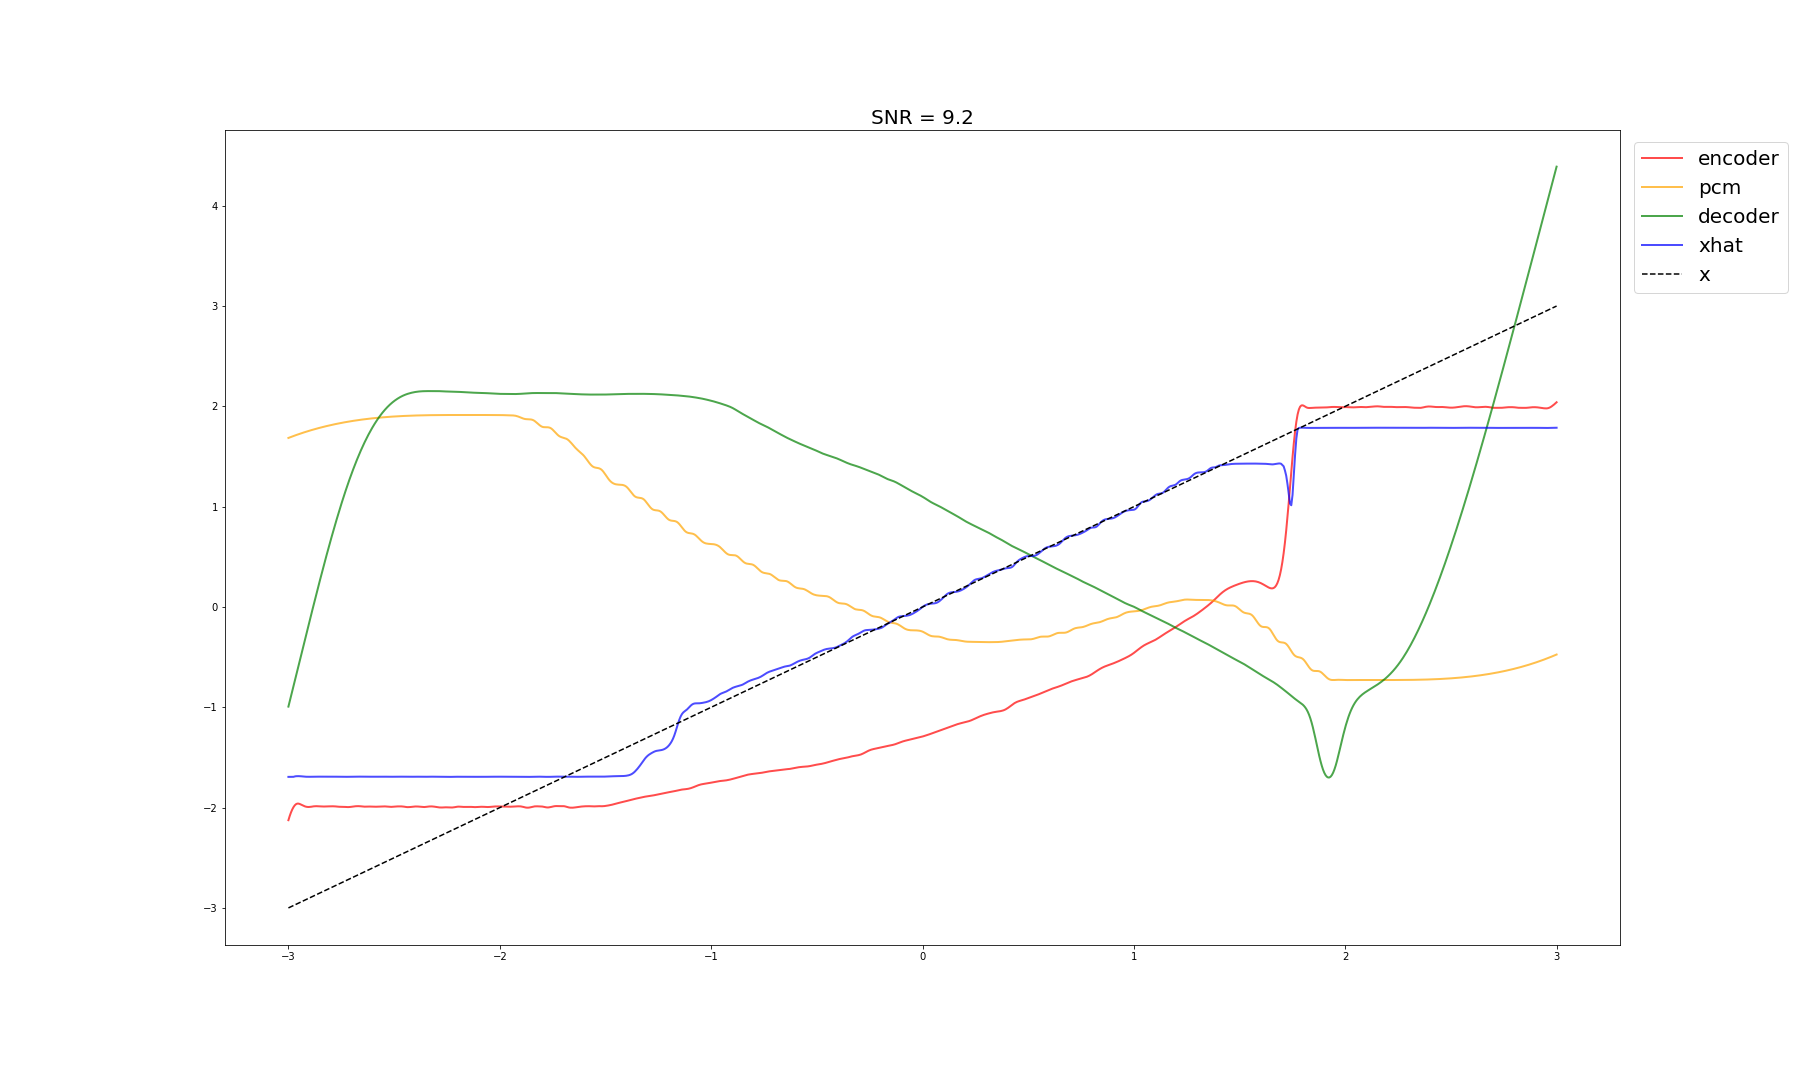 SNR = 9.2
encoder
pcm
decoder
xhat
x
4
3
2
1
0
−1
−2
−3
−3 −2 −1 0 1 2 3